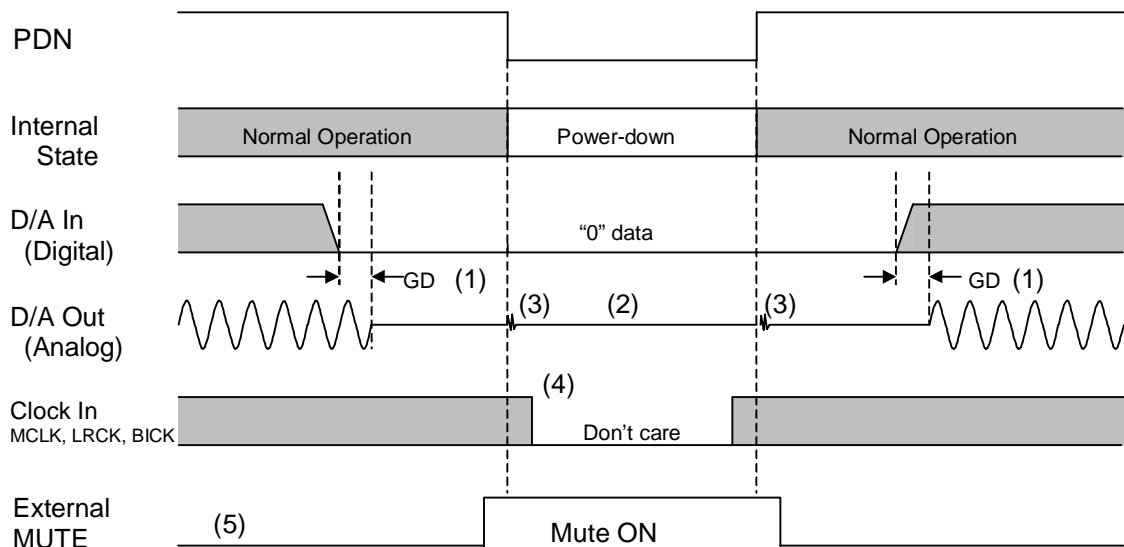 PDN
Internal
State
Normal Operation
Power-down
Normal Operation
D/A In
(Digital)
“0” data
GD (1)
GD (1)
D/A Out
(Analog)
(3)
(2)
(3)
(4)
Clock In
MCLK, LRCK, BICK
Don’t care
External
MUTE
(5)
Mute ON